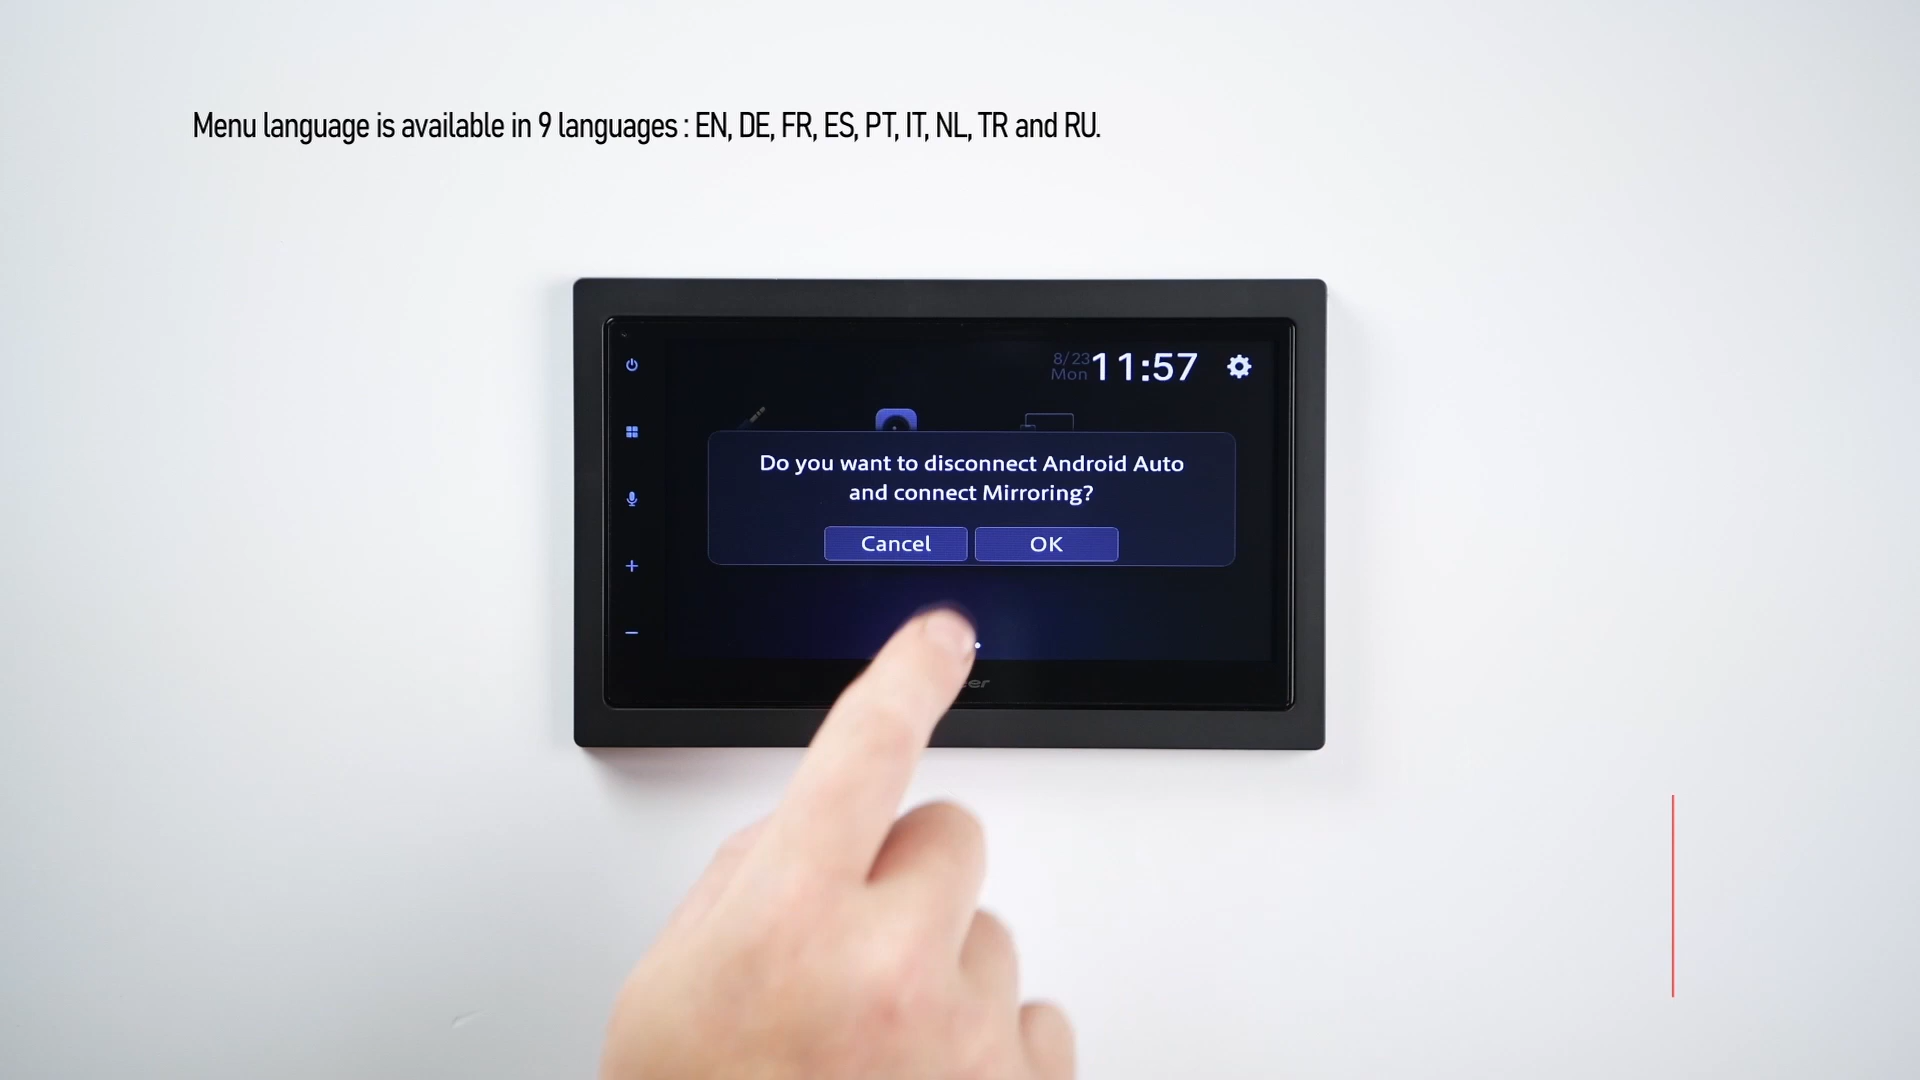 Menu language is available in 9 languages : EN, DE, FR, ES, PT, IT, NL, TR and RU.
8/23
Mon
11:57
Do you want to disconnect Android Auto
and connect Mirroring?
Cancel
OK